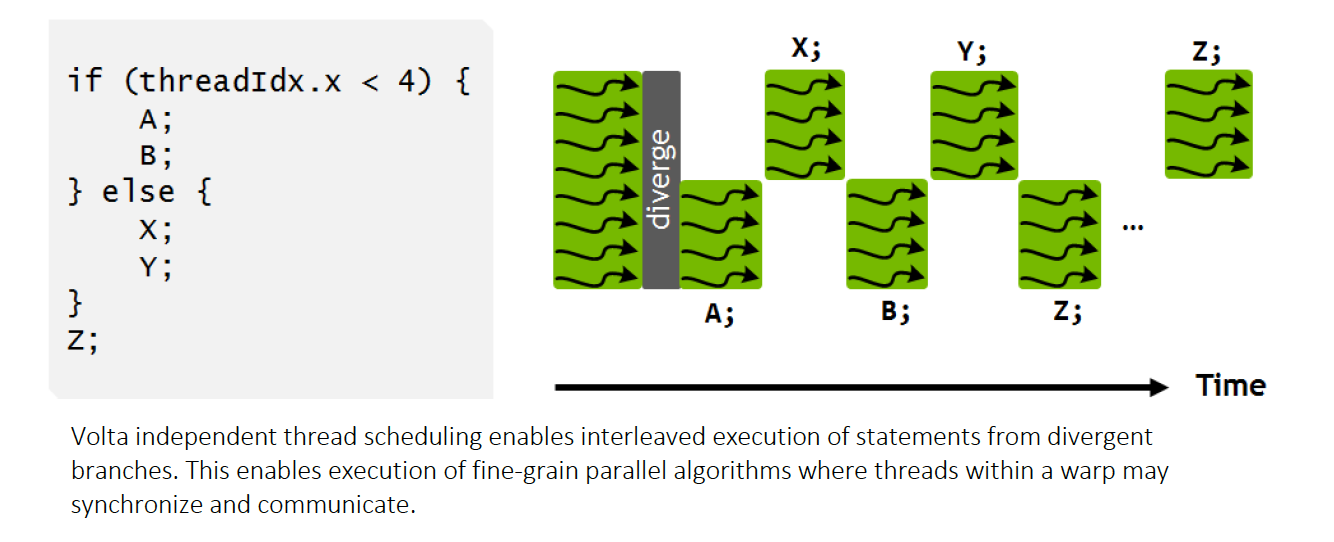 if (threadIdx.x < 4) {
    A;
    B;
} else {
    X;
    Y;
}
Z;
diverge
X;
Y;
Z;
A;
B;
Z;
...
Time
Volta independent thread scheduling enables interleaved execution of statements from divergent
branches. This enables execution of fine-grain parallel algorithms where threads within a warp may
synchronize and communicate.